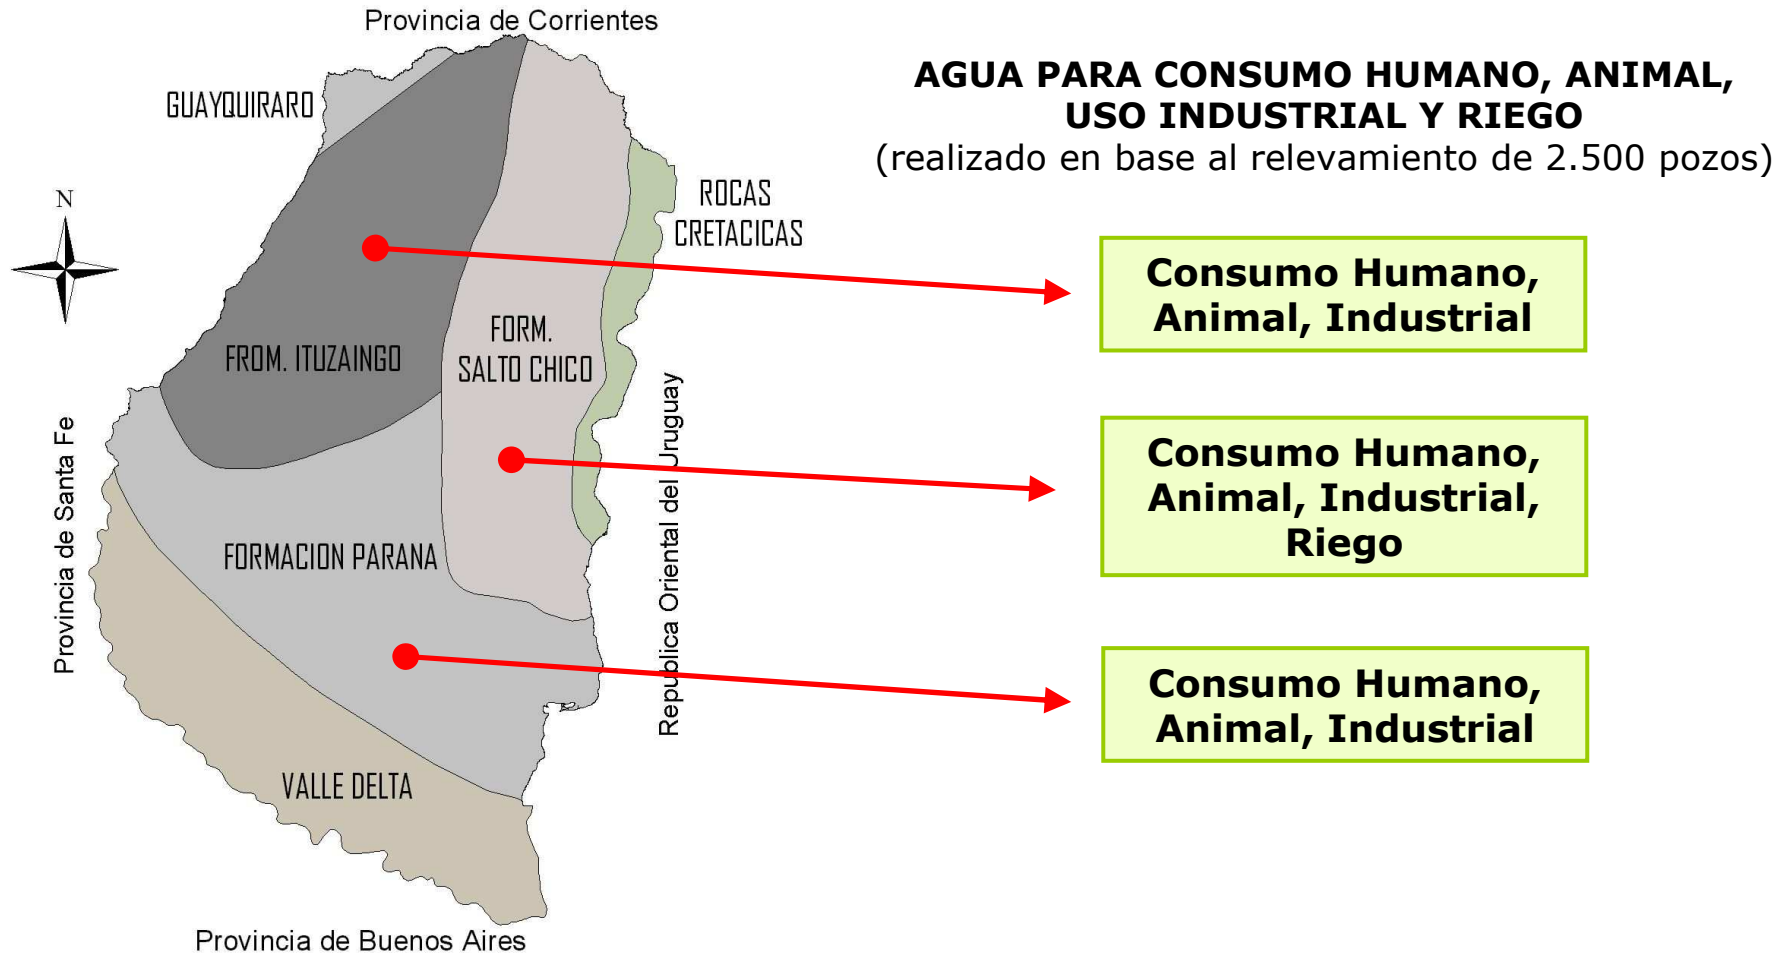 Provincia de Corrientes
AGUA PARA CONSUMO HUMANO, ANIMAL,
USO INDUSTRIAL Y RIEGO
(realizado en base al relevamiento de 2.500 pozos)
GUAYQUIRARO
ROCAS
CRETACICAS
N
Consumo Humano,
Animal, Industrial
FROM. ITUZAINGO
FORM.
SALTO CHICO
Provincia de Santa Fe
Republica Oriental del Uruguay
Consumo Humano,
Animal, Industrial,
Riego
FORMACION PARANA
Consumo Humano,
Animal, Industrial
VALLE DELTA
Provincia de Buenos Aires